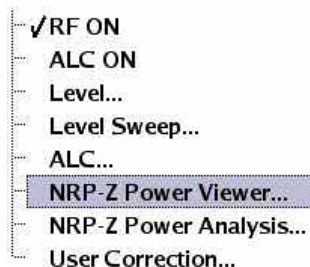 ✓RF ON
ALC ON
Level...
Level Sweep...
ALC...
NRP-Z Power Viewer...
NRP-Z Power Analysis...
User Correction...